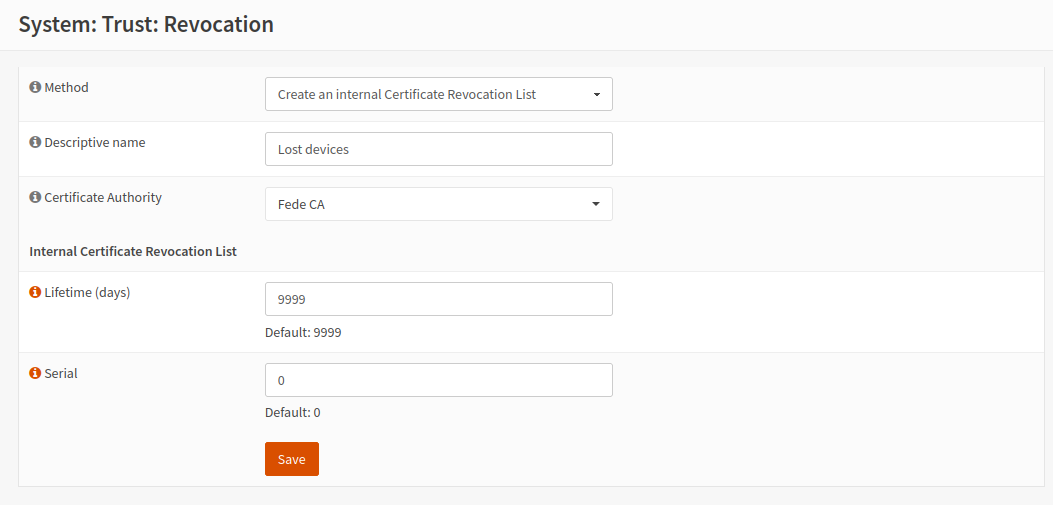 System: Trust: Revocation
Method
Create an internal Certificate Revocation List
Descriptive name
Lost devices
Certificate Authority
Fede CA
Internal Certificate Revocation List
Lifetime (days)
9999
Default: 9999
Serial
0
Default: 0
Save